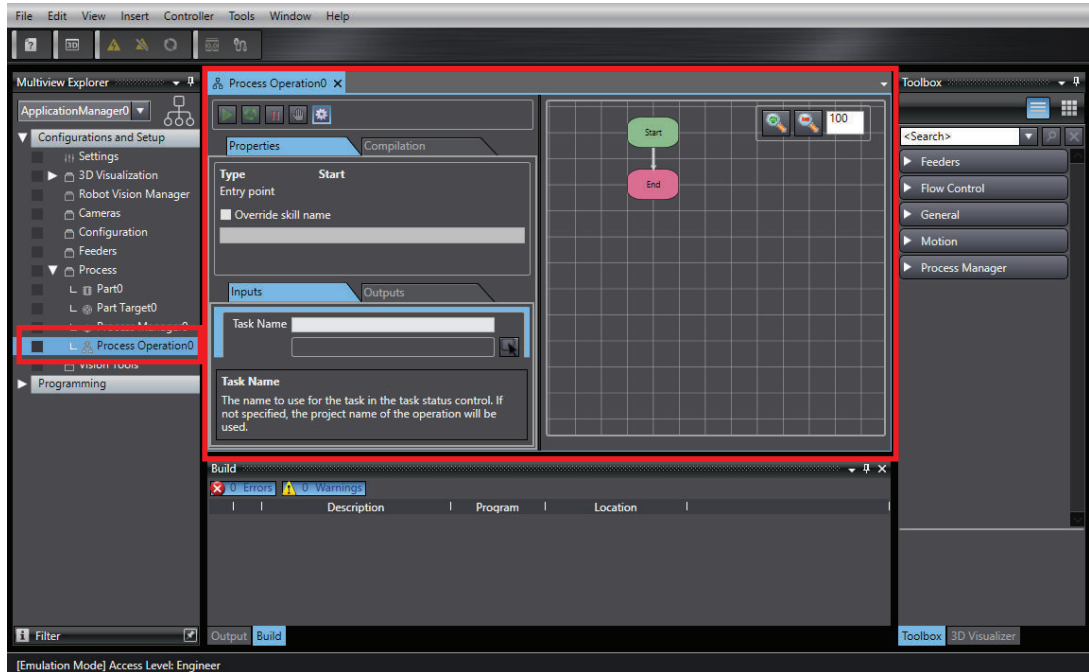 File Edit View Insert Controller Tools Window Help
Multiview Explorer
ApplicationManager0
Configurations and Setup
Settings
3D Visualization
Robot Vision Manager
Cameras
Configuration
Feeders
Process
Part0
Part Target0
Process Manager0
Process Operation0
Vision Tools
Programming
Filter
Process Operation0
Properties Compilation
Type Start
Entry point
Override skill name
Inputs Outputs
Task Name
Task Name
The name to use for the task in the task status control. If
not specified, the project name of the operation will be
used.
Start
End
100
Build
0 Errors 0 Warnings
Description Program Location
Output Build
Toolbox
<Search>
Feeders
Flow Control
General
Motion
Process Manager
Toolbox 3D Visualizer
[Emulation Mode] Access Level: Engineer